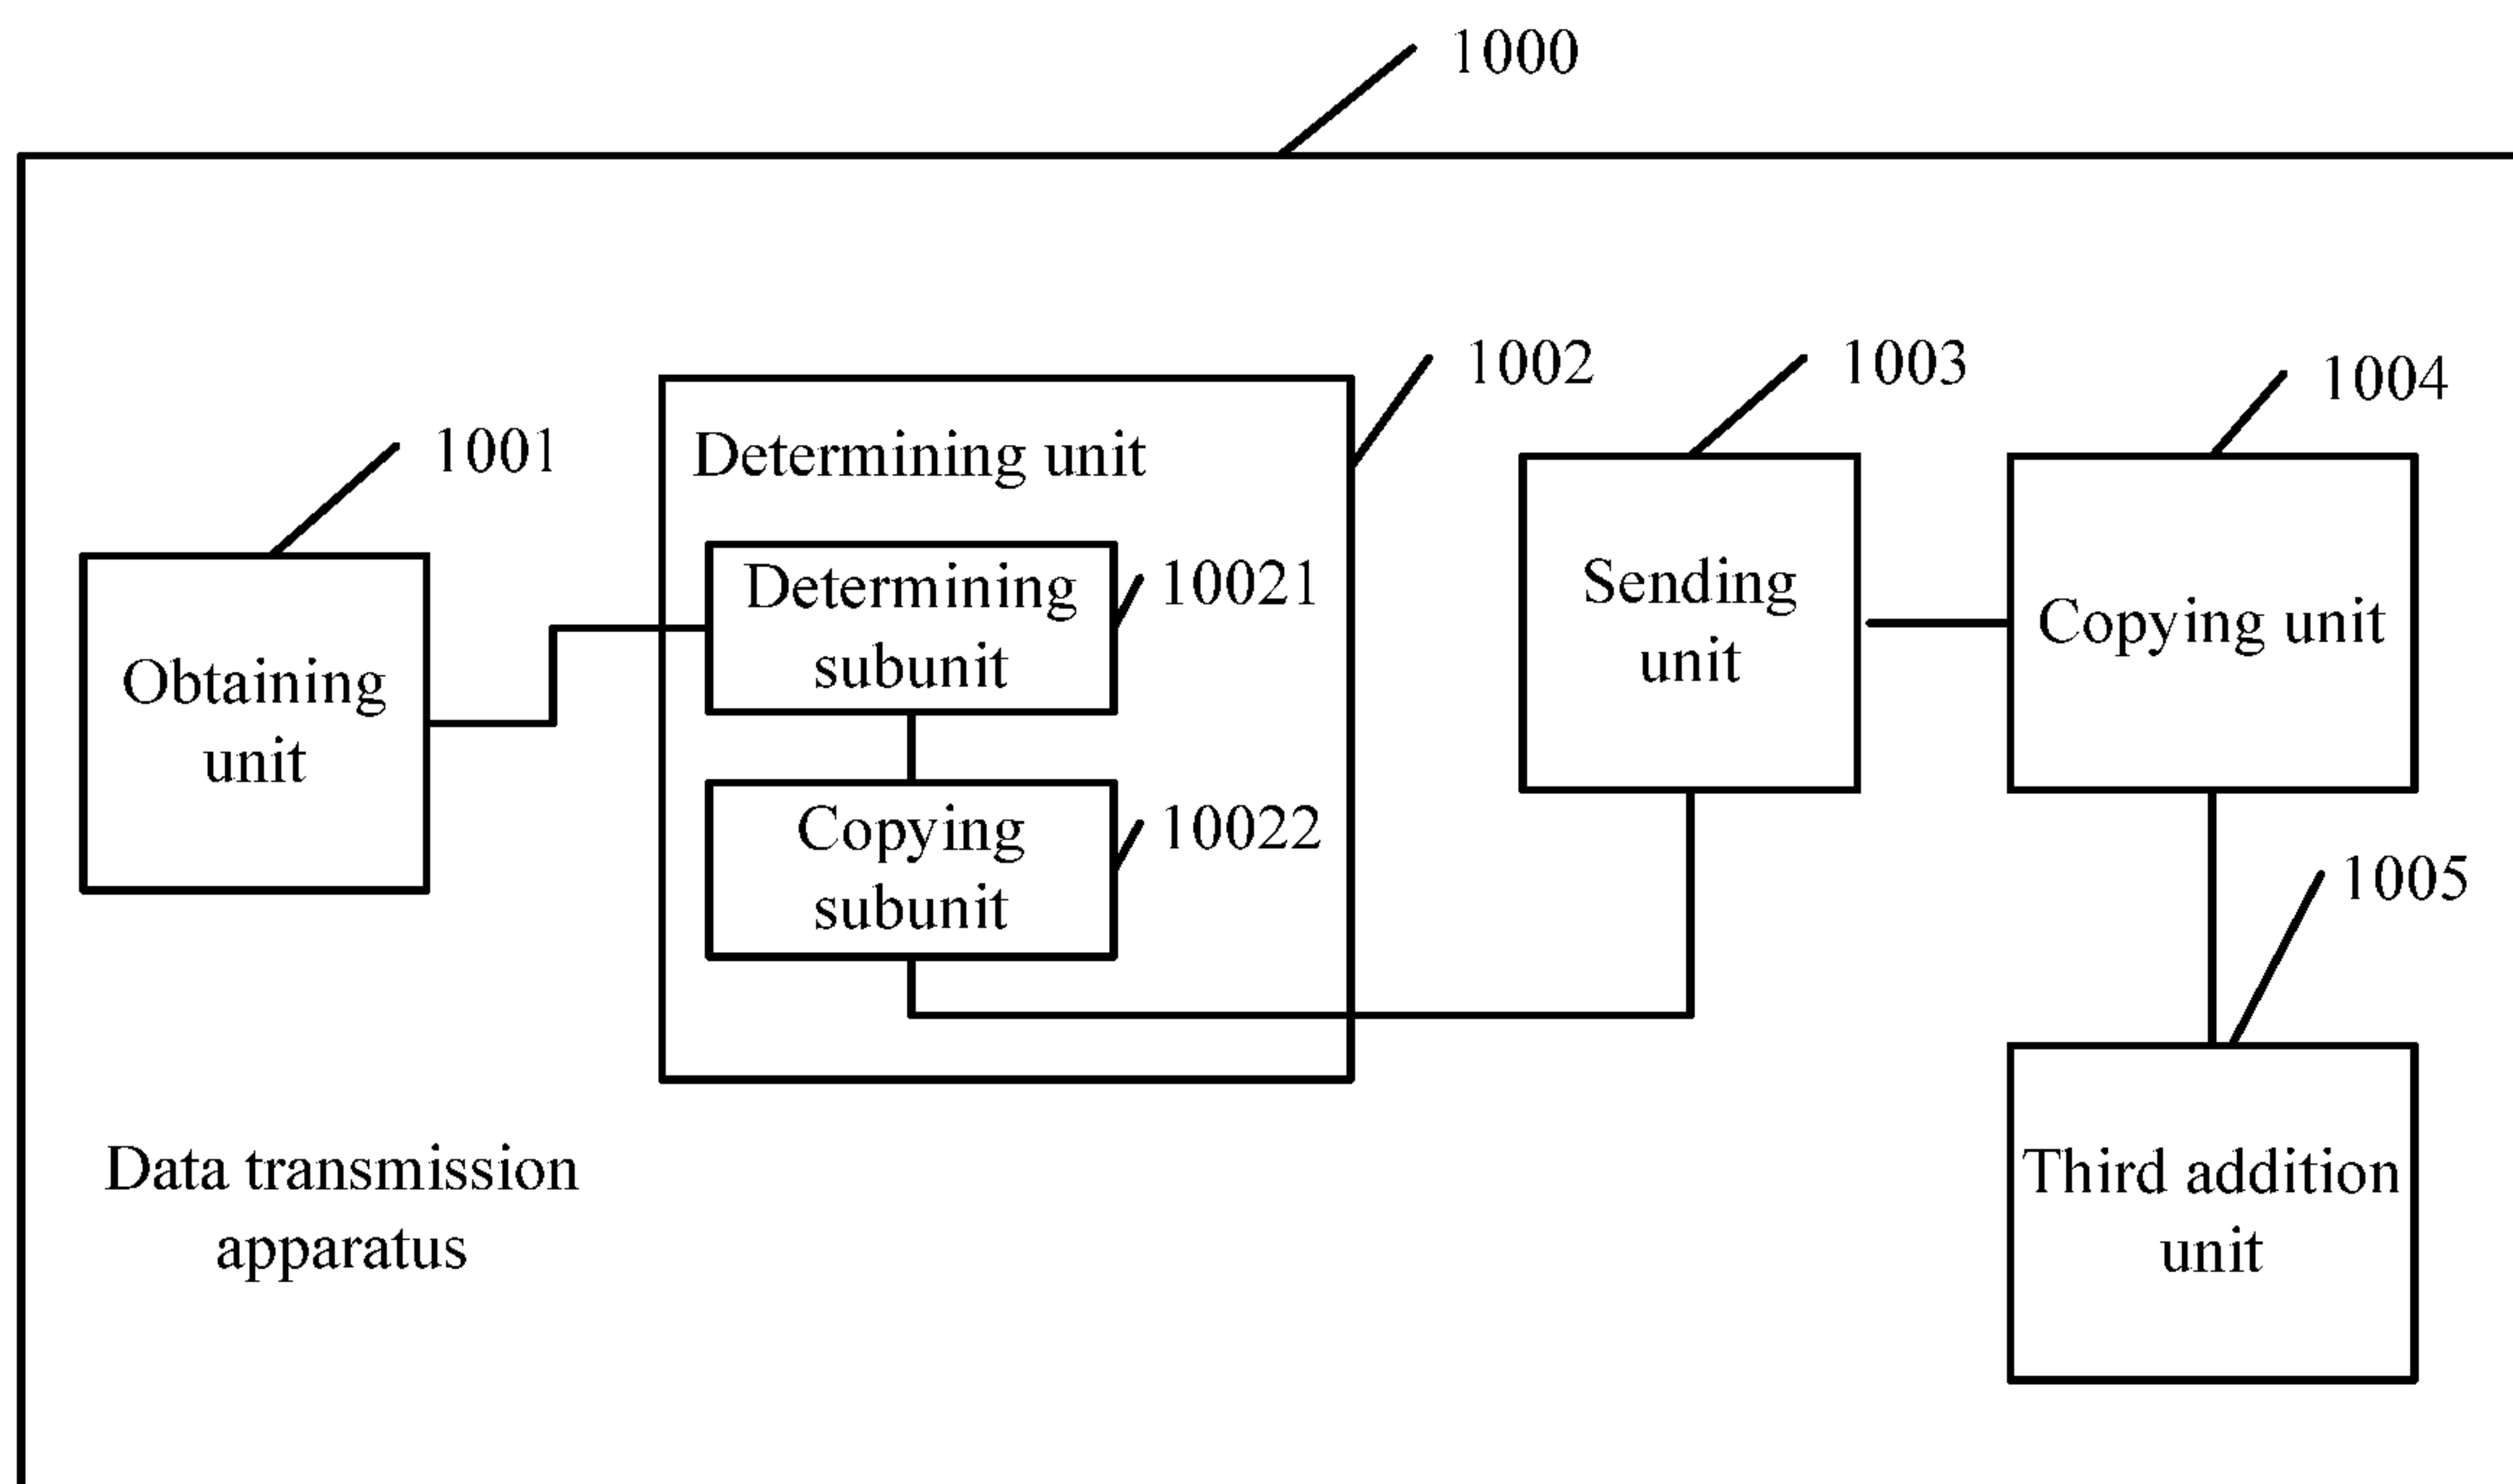 1000
1002
1003
1004
1001
Determining unit
Determining
subunit
10021
Sending
unit
Copying unit
Obtaining
unit
Copying
subunit
10022
1005
Data transmission
apparatus
Third addition
unit